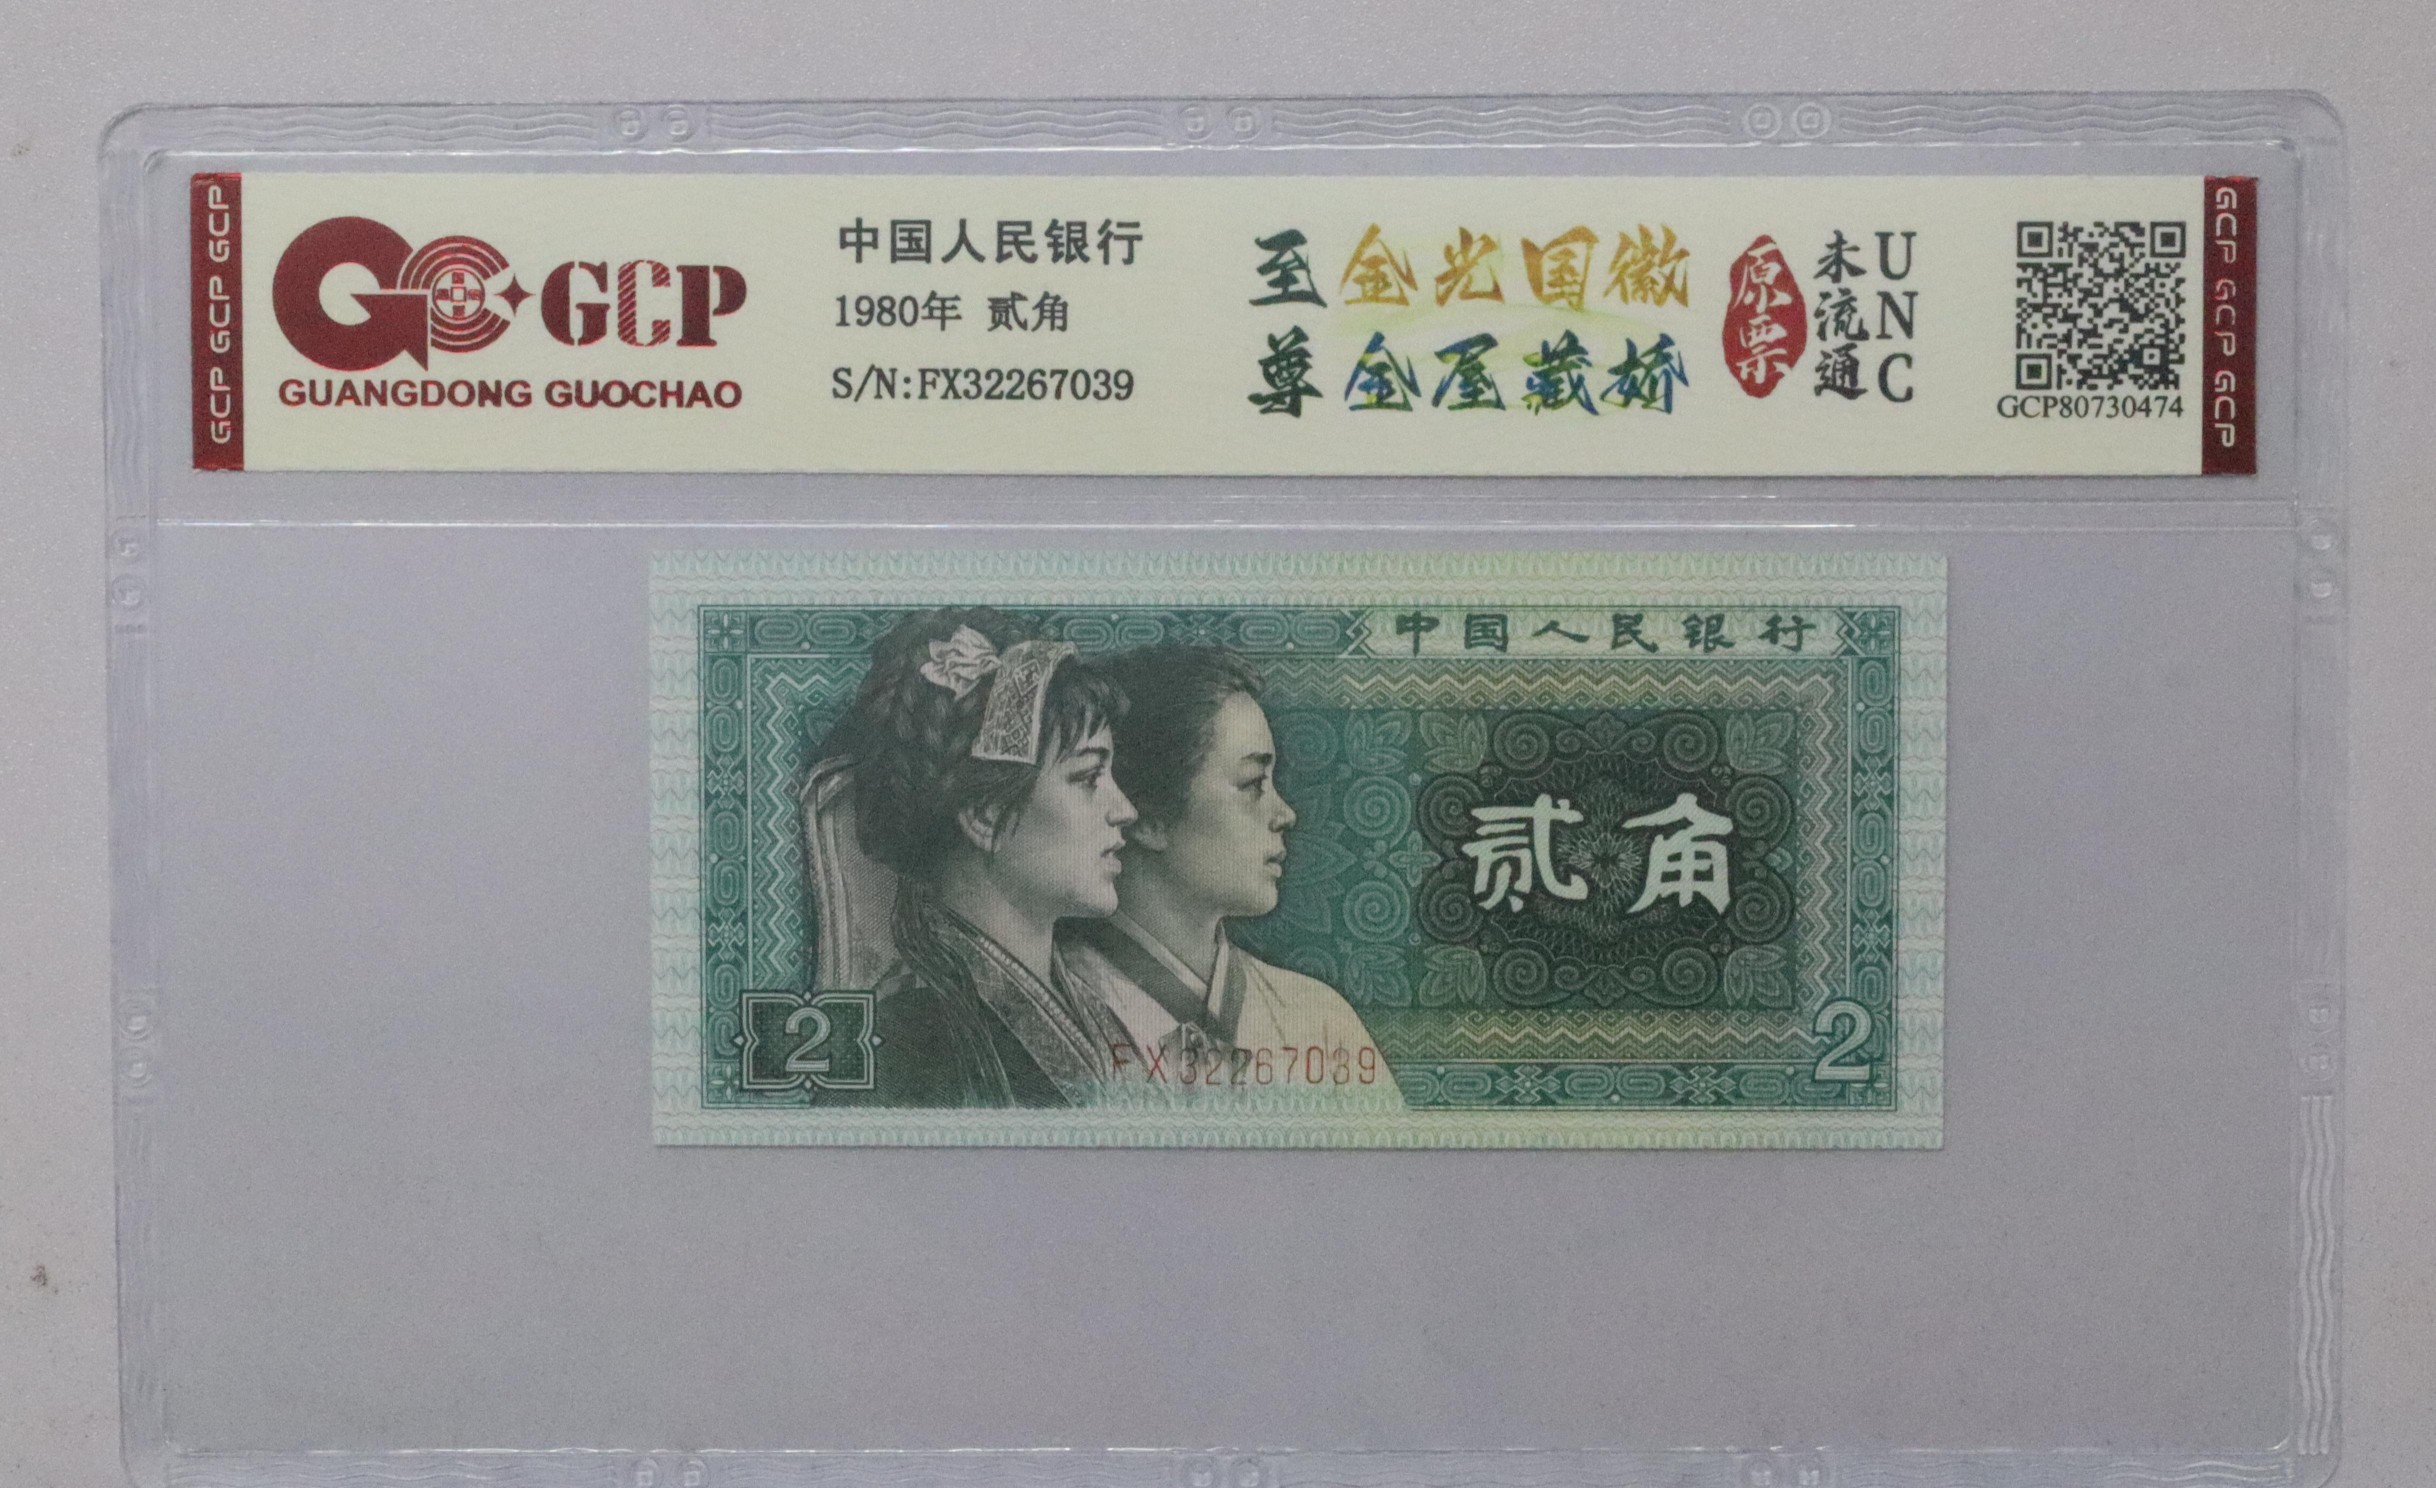 GCP GCP GCP
GCP
GUANGDONG GUOCHAO
中国人民银行
1980年 贰角
S/N:FX32267039
至尊
金光国徽
金屋藏娇
原票
未流通
UNC
GCP80730474
GCP GCP GCP
中国人民银行
贰角
2
FX32267039
2